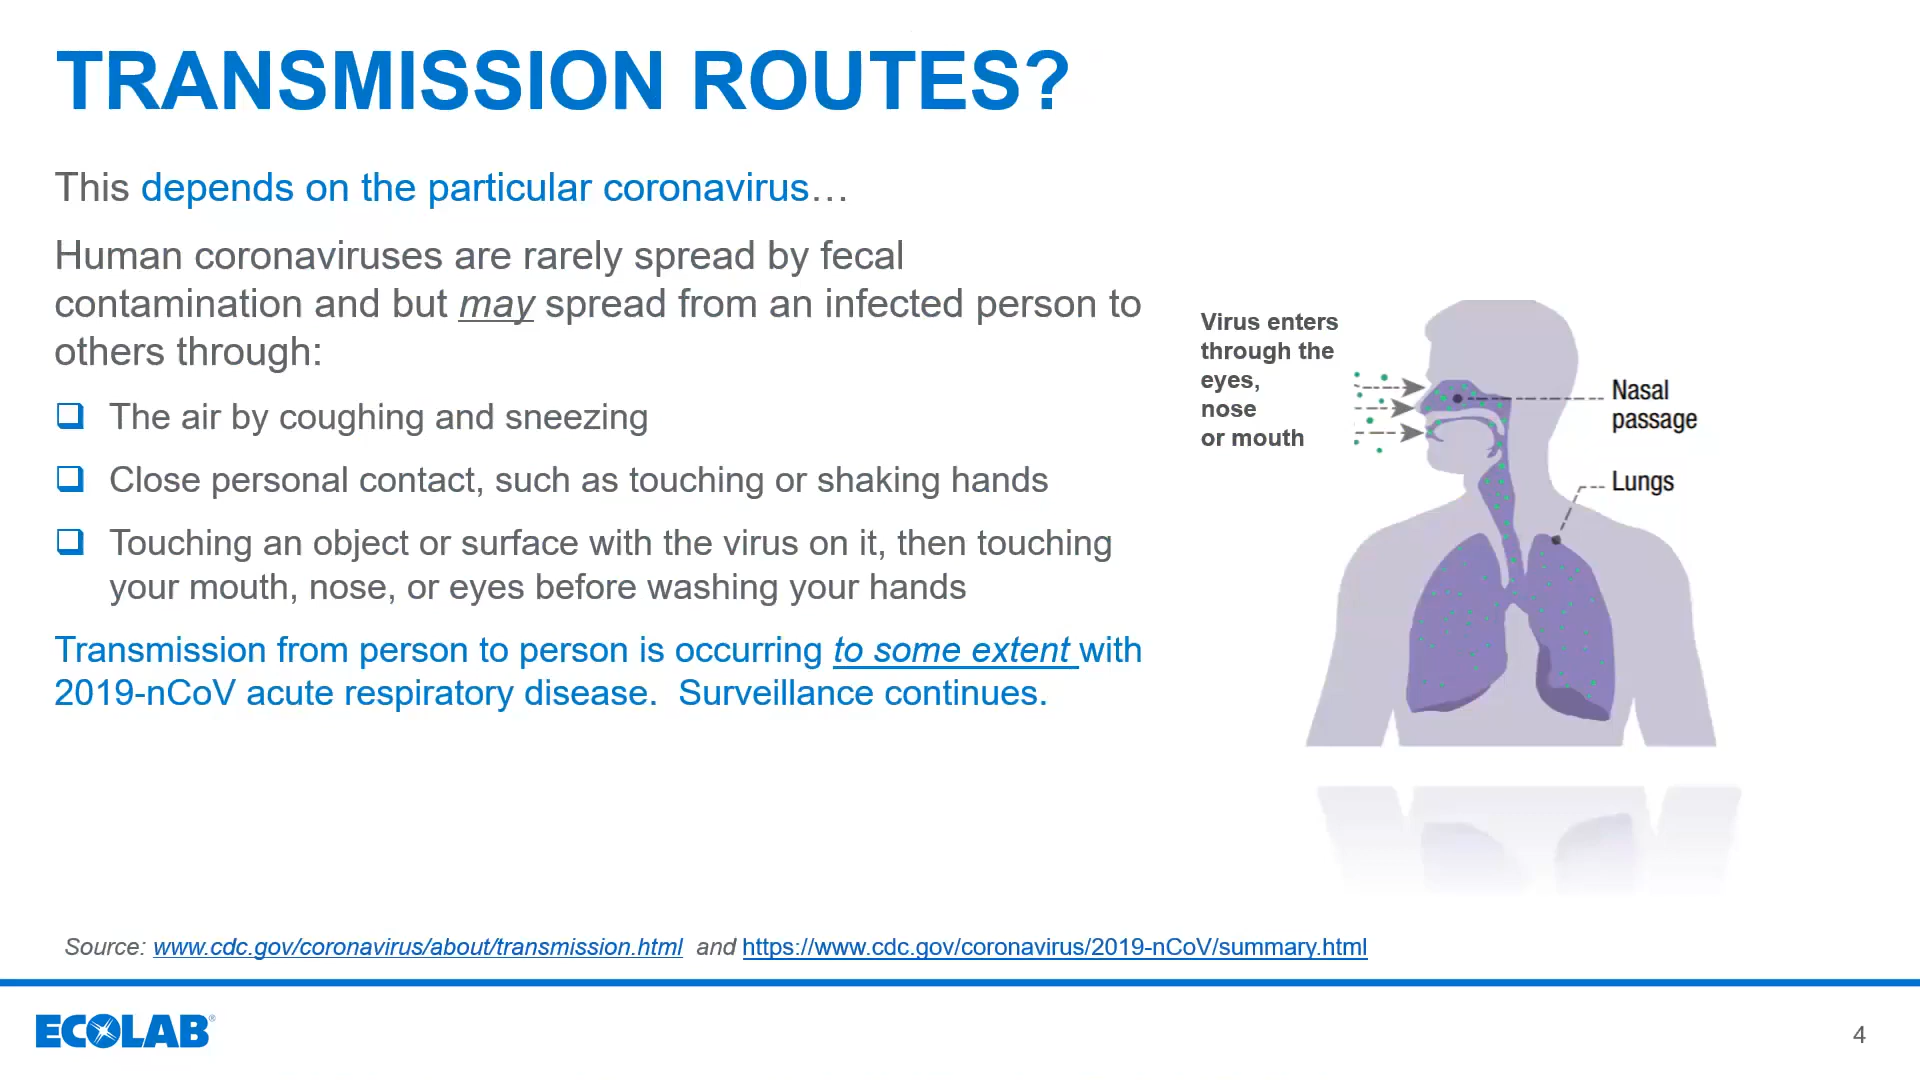 TRANSMISSION ROUTES?
This depends on the particular coronavirus…
Human coronaviruses are rarely spread by fecal
contamination and but may spread from an infected person to
others through:
The air by coughing and sneezing
Close personal contact, such as touching or shaking hands
Touching an object or surface with the virus on it, then touching
your mouth, nose, or eyes before washing your hands
Transmission from person to person is occurring to some extent with
2019-nCoV acute respiratory disease.  Surveillance continues.
Virus enters
through the
eyes,
nose
or mouth
Nasal
passage
Lungs
Source: www.cdc.gov/coronavirus/about/transmission.html  and https://www.cdc.gov/coronavirus/2019-nCoV/summary.html
ECOLAB®
4